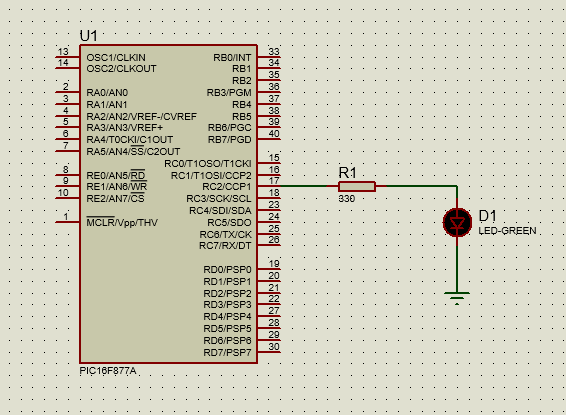 U1
13 OSC1/CLKIN RB0/INT 33
14 OSC2/CLKOUT RB1 34
RB2 35
2 RA0/AN0 RB3/PGM 36
3 RA1/AN1 RB4 37
4 RA2/AN2/VREF-/CVREF RB5 38
5 RA3/AN3/VREF+ RB6/PGC 39
6 RA4/T0CKI/C1OUT RB7/PGD 40
7 RA5/AN4/SS/C2OUT
RC0/T1OSO/T1CKI 15
8 RE0/AN5/RD RC1/T1OSI/CCP2 16
9 RE1/AN6/WR RC2/CCP1 17
10 RE2/AN7/CS RC3/SCK/SCL 18
RC4/SDI/SDA 23
1 MCLR/Vpp/THV RC5/SDO 24
RC6/TX/CK 25
RC7/RX/DT 26
RD0/PSP0 19
RD1/PSP1 20
RD2/PSP2 21
RD3/PSP3 22
RD4/PSP4 27
RD5/PSP5 28
RD6/PSP6 29
RD7/PSP7 30
PIC16F877A
R1
330
D1
LED-GREEN